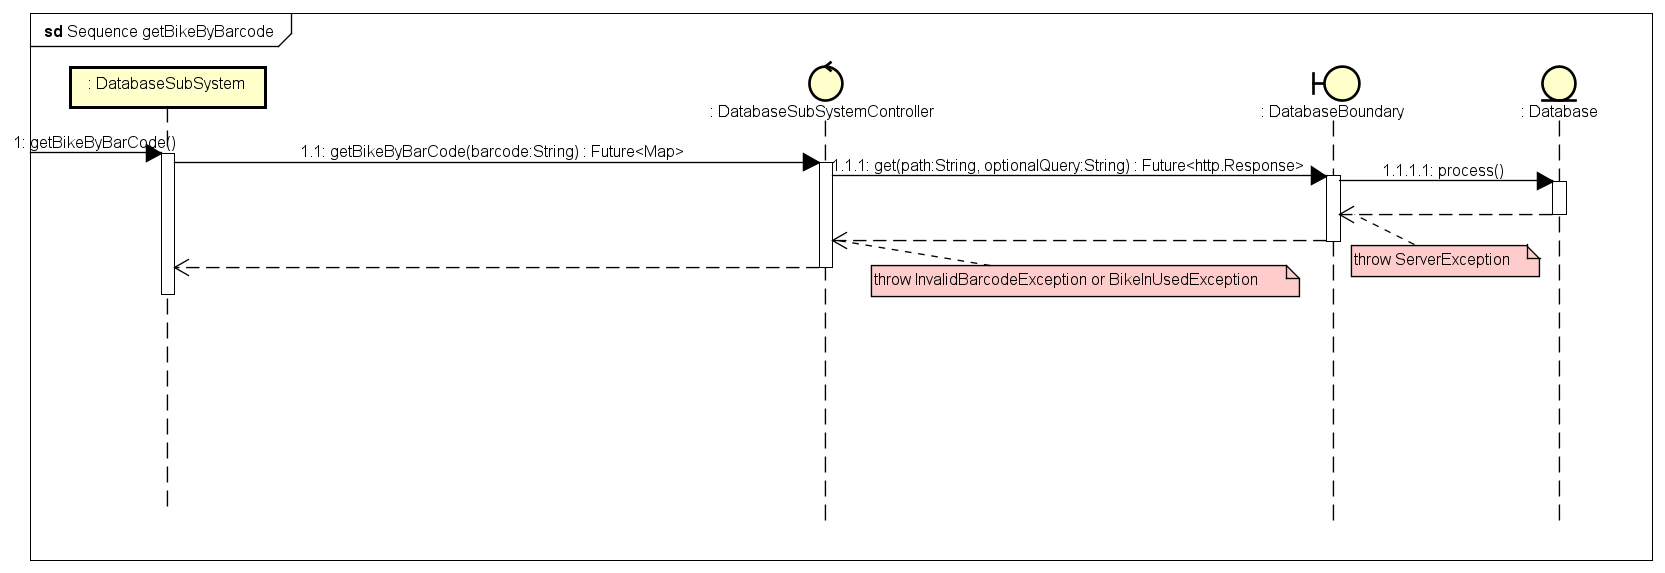 sd Sequence getBikeByBarcode
: DatabaseSubSystem
: DatabaseSubSystemController
: DatabaseBoundary
: Database
1: getBikeByBarCode()
1.1: getBikeByBarCode(barcode:String) : Future<Map>
1.1.1: get(path:String, optionalQuery:String) : Future<http.Response>
1.1.1.1: process()
throw ServerException
throw InvalidBarcodeException or BikeInUsedException